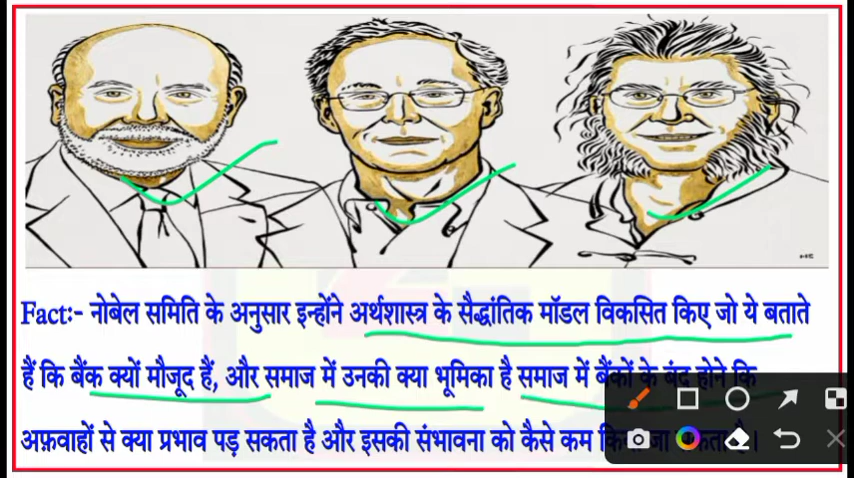 Fact:- नोबेल समिति के अनुसार इन्होंने अर्थशास्त्र के सैद्धांतिक मॉडल विकसित किए जो ये बताते
हैं कि बैंक क्यों मौजूद हैं, और समाज में उनकी क्या भूमिका है समाज में बैंकों के बंद होने कि
अफ़वाहों से क्या प्रभाव पड़ सकता है और इसकी संभावना को कैसे कम